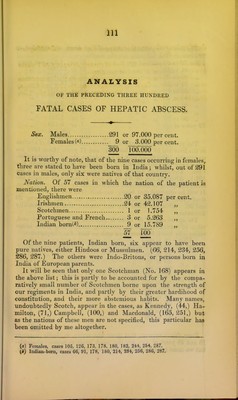 111
ANALYSIS
OF THE PRECEDING THREE HUNDRED
FATAL CASES OF HEPATIC ABSCESS.
Sex. Males................291 or 97.000 per cent.
Females (a)............ 9 or 3.000 per cent.
300 100.000
It is worthy of note, that of the nine cases occurring in females,
three are stated to have been born in India; whilst, out of 291
cases in males, only six were natives of that country.
Nation. Of 57 cases in which the nation of the patient is
mentioned, there were
Englishmen....................20 or 35.087 per cent.
Irishmen........................24 or 42.107 „
Scotchmen..................... 1 or 1.754 „
Portuguese and French...... 3 or 5.263 „
Indian born(b)................. 9 or 15.789 „
57 100
Of the nine patients, Indian born, six appear to have been
pure natives, either Hindoos or Musselmen. (66, 214, 234, 256,
286, 287.) The others were Indo-Britons, or persons born in
India of European parents.
It will be seen that only one Scotchman (No. 168) appears in
the above list; this is partly to be accounted for by the compa-
ratively small number of Scotchmen borne upon the strength of
our regiments in India, and partly by their greater hardihood of
constitution, and their more abstemious habits. Many names,
undoubtedly Scotch, appear in the cases, as Kennedy, (44,) Ha-
milton, (71,) Campbell, (100,) and Mardonald, (165, 251,) but
as the nations of these men are not specified, this particular has
been omitted by me altogether.
(a) Females, cases 105, 126, 178, 179, 180, 193, 244, 284, 287.
(b) Indian-born, cases 66, 91, 178, 180, 214, 234, 256, 286, 287.